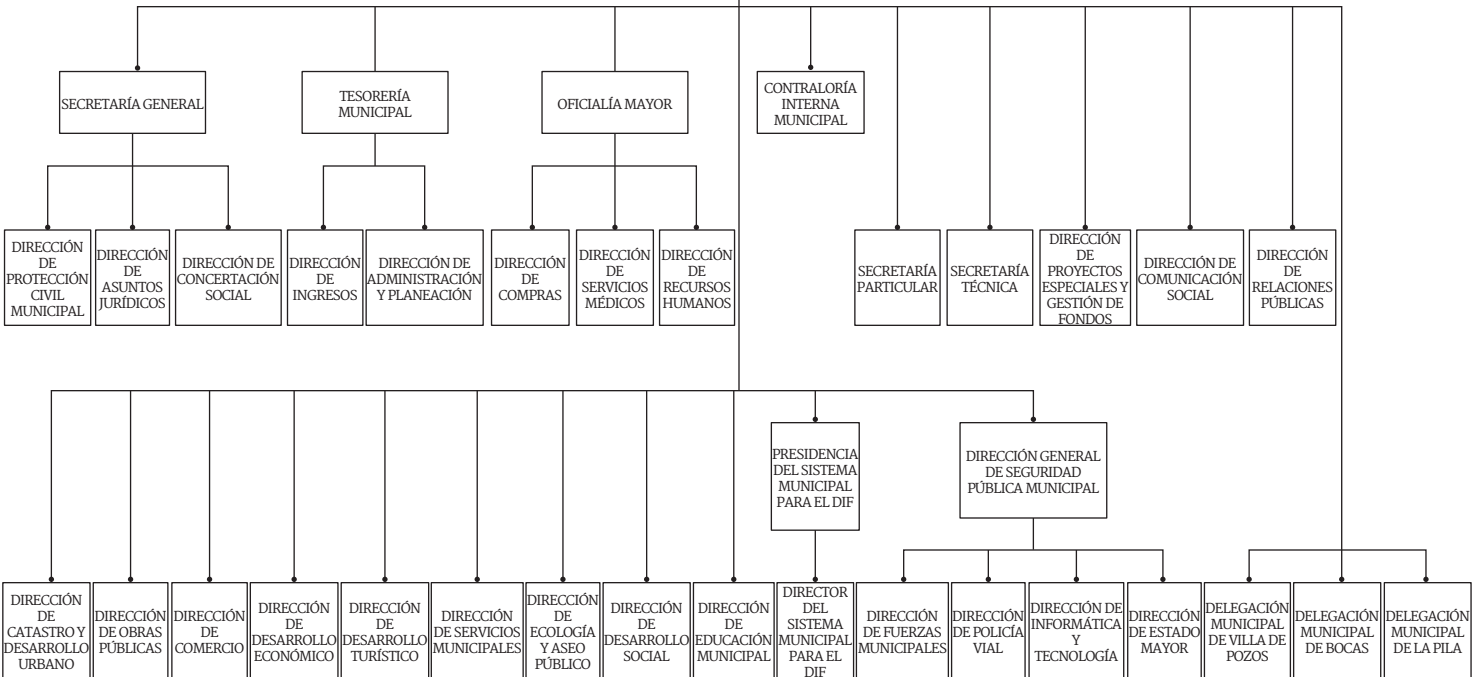 SECRETARÍA GENERAL
TESORERÍA
MUNICIPAL
OFICIALÍA MAYOR
CONTRALORÍA
INTERNA
MUNICIPAL
DIRECCIÓN
DE
PROTECCIÓN
CIVIL
MUNICIPAL
DIRECCIÓN
DE
ASUNTOS
JURÍDICOS
DIRECCIÓN DE
CONCERTACIÓN
SOCIAL
DIRECCIÓN
DE
INGRESOS
DIRECCIÓN DE
ADMINISTRACIÓN
Y PLANEACIÓN
DIRECCIÓN
DE
COMPRAS
DIRECCIÓN
DE
SERVICIOS
MÉDICOS
DIRECCIÓN
DE
RECURSOS
HUMANOS
SECRETARÍA
PARTICULAR
SECRETARÍA
TÉCNICA
DIRECCIÓN
DE
PROYECTOS
ESPECIALES Y
GESTIÓN DE
FONDOS
DIRECCIÓN DE
COMUNICACIÓN
SOCIAL
DIRECCIÓN
DE
RELACIONES
PÚBLICAS
PRESIDENCIA
DEL SISTEMA
MUNICIPAL
PARA EL DIF
DIRECCIÓN GENERAL
DE SEGURIDAD
PÚBLICA MUNICIPAL
DIRECCIÓN
DE
CATASTRO Y
DESARROLLO
URBANO
DIRECCIÓN
DE OBRAS
PÚBLICAS
DIRECCIÓN
DE
COMERCIO
DIRECCIÓN
DE
DESARROLLO
ECONÓMICO
DIRECCIÓN
DE
DESARROLLO
TURÍSTICO
DIRECCIÓN
DE SERVICIOS
MUNICIPALES
DIRECCIÓN
DE
ECOLOGÍA
Y ASEO
PÚBLICO
DIRECCIÓN
DE
DESARROLLO
SOCIAL
DIRECCIÓN
DE
EDUCACIÓN
MUNICIPAL
DIRECTOR
DEL
SISTEMA
MUNICIPAL
PARA EL
DIF
DIRECCIÓN
DE FUERZAS
MUNICIPALES
DIRECCIÓN
DE POLICÍA
VIAL
DIRECCIÓN DE
INFORMÁTICA
Y
TECNOLOGÍA
DIRECCIÓN
DE ESTADO
MAYOR
DELEGACIÓN
MUNICIPAL
DE VILLA DE
POZOS
DELEGACIÓN
MUNICIPAL
DE BOCAS
DELEGACIÓN
MUNICIPAL
DE LA PILA